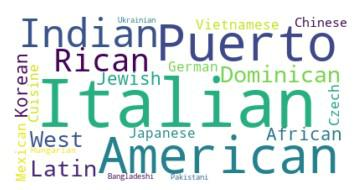 Ukrainian
Indian Puerto
Vietnamese Chinese
Rican
German
Jewish Dominican
Korean
Cuisine
Italian
Czech
Mexican
West
Japanese African
Hungarian
American
Latin
Bangladeshi Pakistani